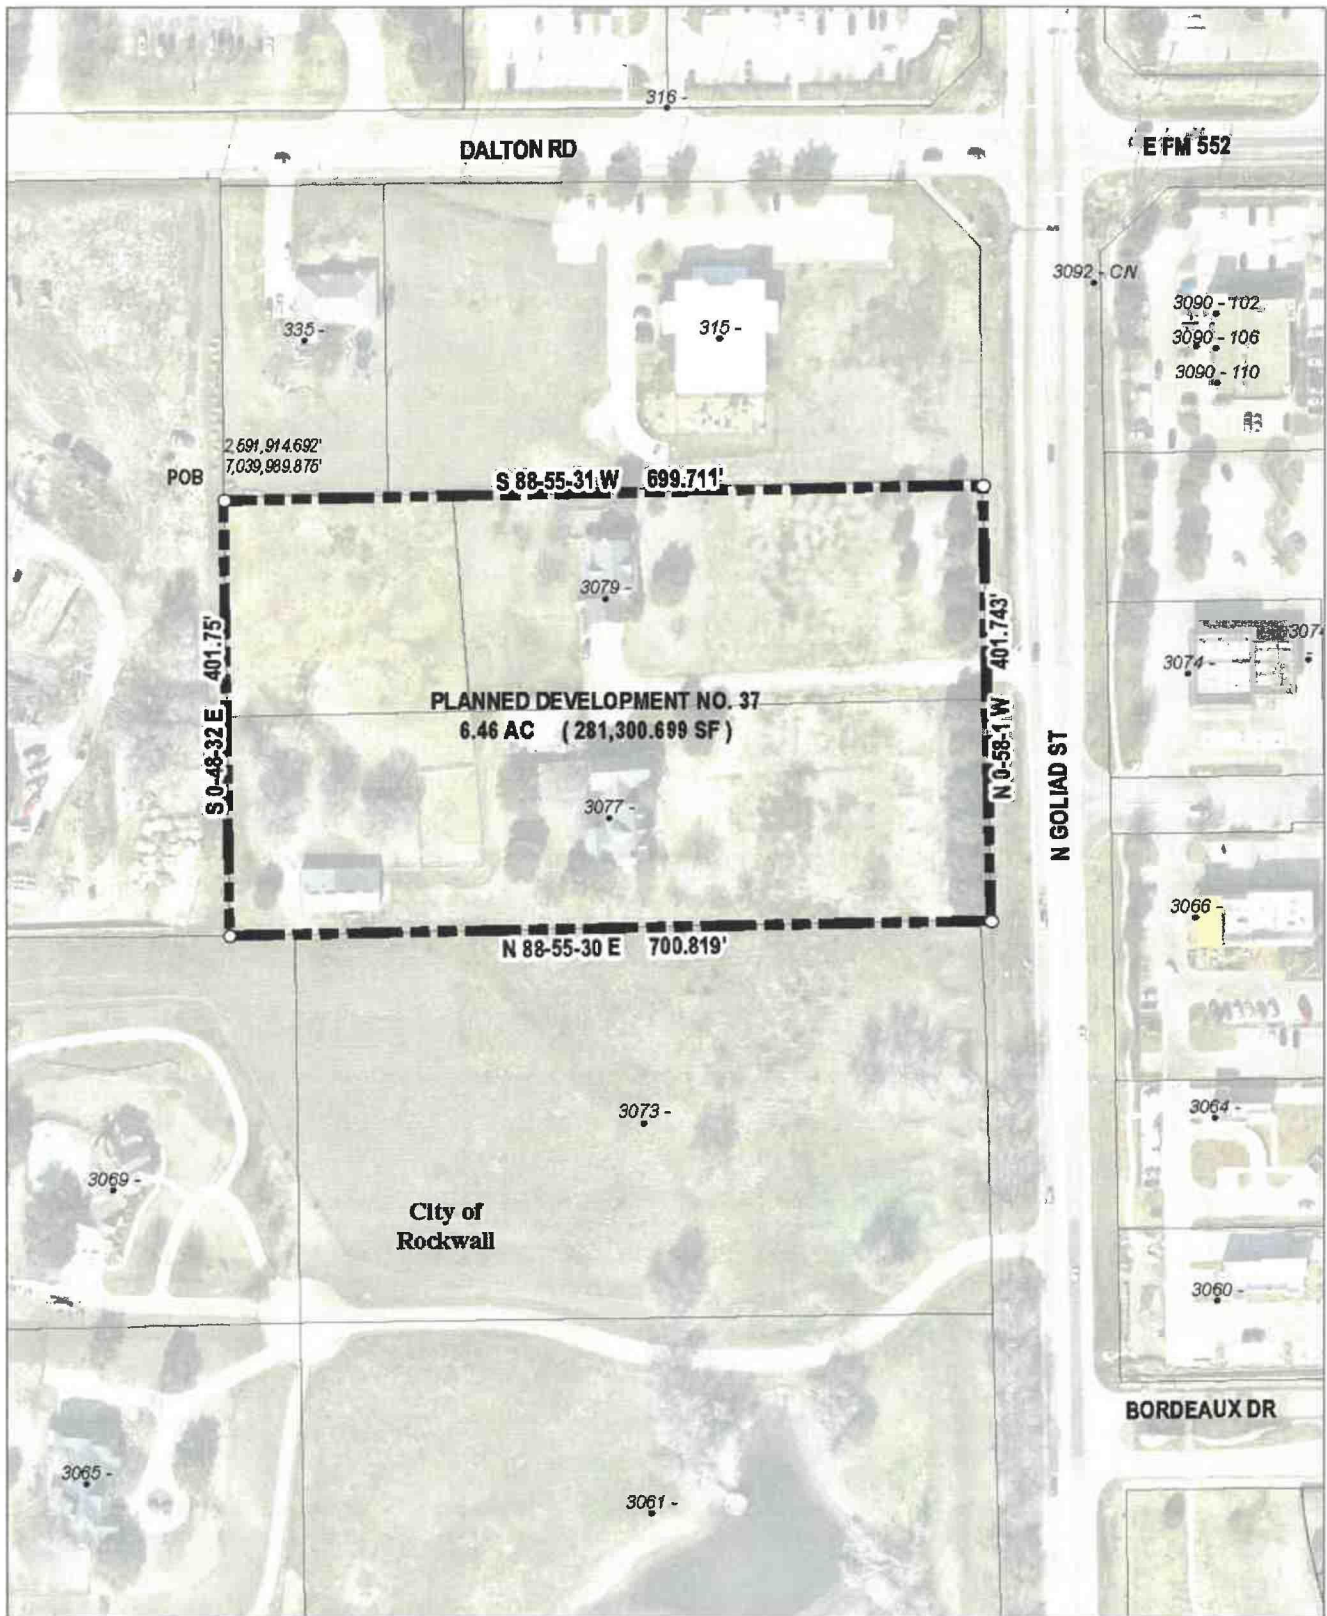 316 -
DALTON RD
E FM 552
3092 - CN
3090 - 102
3090 - 106
3090 - 110
335 -
315 -
2,591,914.692'
7,039,989.875'
POB
S 88-55-31 W 699.711'
3079 -
S 0-48-32 E 401.75'
N 0-58-1 W 401.743'
3074 -
3074
-
PLANNED DEVELOPMENT NO. 37
6.46 AC ( 281,300.699 SF )
N GOLIAD ST
3077 -
3066 -
N 88-55-30 E 700.819'
3073 -
3064 -
3069 -
City of
Rockwall
3060 -
BORDEAUX DR
3065 -
3061 -